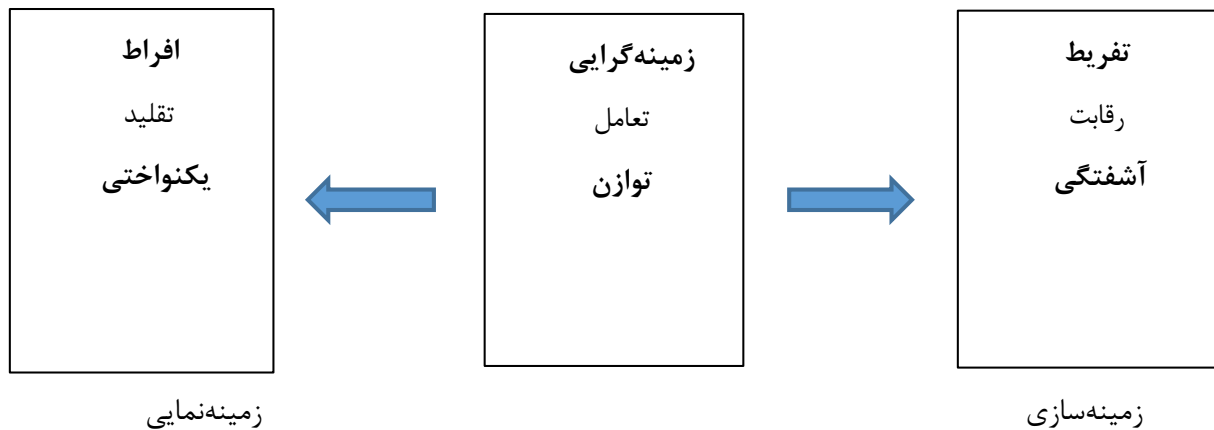 تفریط
رقابت
آشفتگی
زمینه‌سازی
زمینه‌گرایی
تعامل
توازن
افراط
تقلید
یکنواختی
زمینه‌نمایی